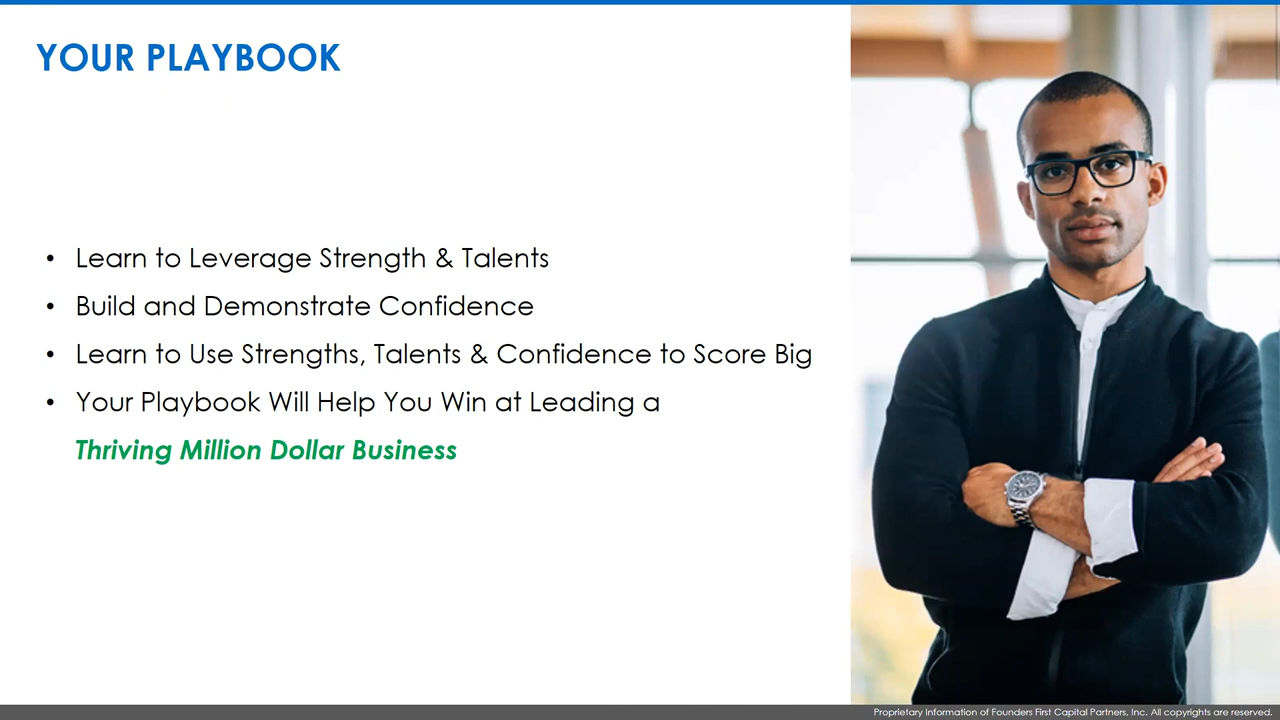 YOUR PLAYBOOK
• Learn to Leverage Strength & Talents
• Build and Demonstrate Confidence
• Learn to Use Strengths, Talents & Confidence to Score Big
• Your Playbook Will Help You Win at Leading a
Thriving Million Dollar Business
Proprietary Information of Founders First Capital Partners, Inc. All copyrights are reserved.